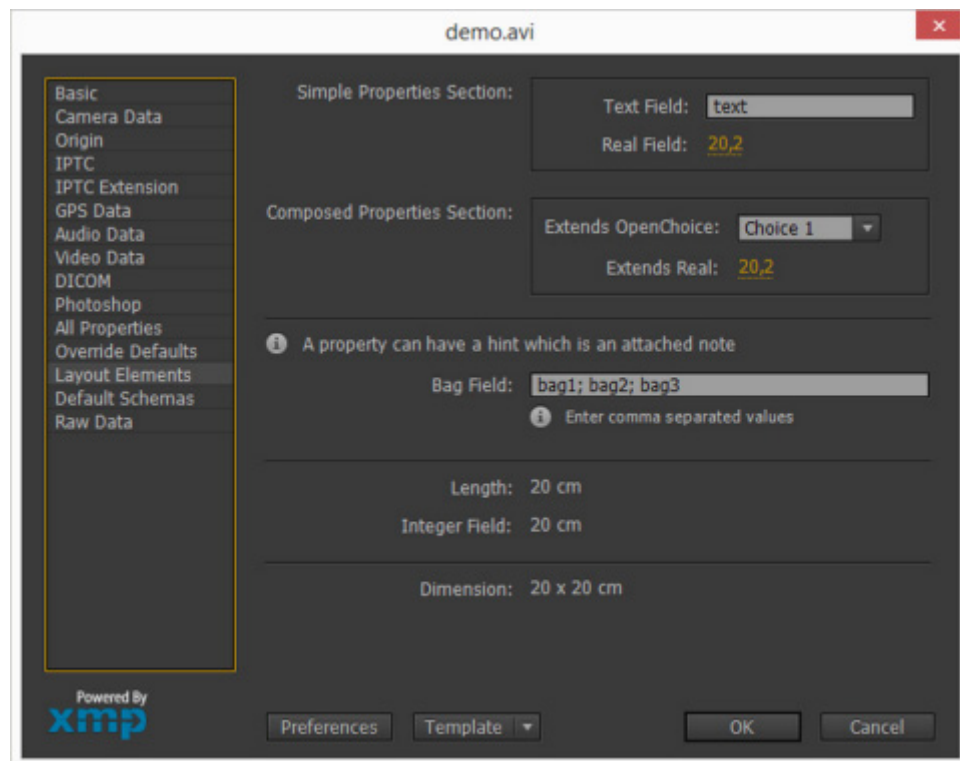 demo.avi
Basic
Camera Data
Origin
IPTC
IPTC Extension
GPS Data
Audio Data
Video Data
DICOM
Photoshop
All Properties
Override Defaults
Layout Elements
Default Schemas
Raw Data
Simple Properties Section:
Text Field: text
Real Field: 20,2
Composed Properties Section:
Extends OpenChoice: Choice 1
Extends Real: 20,2
A property can have a hint which is an attached note
Bag Field: bag1; bag2; bag3
Enter comma separated values
Length: 20 cm
Integer Field: 20 cm
Dimension: 20 x 20 cm
Powered By
xmp
Preferences Template OK Cancel